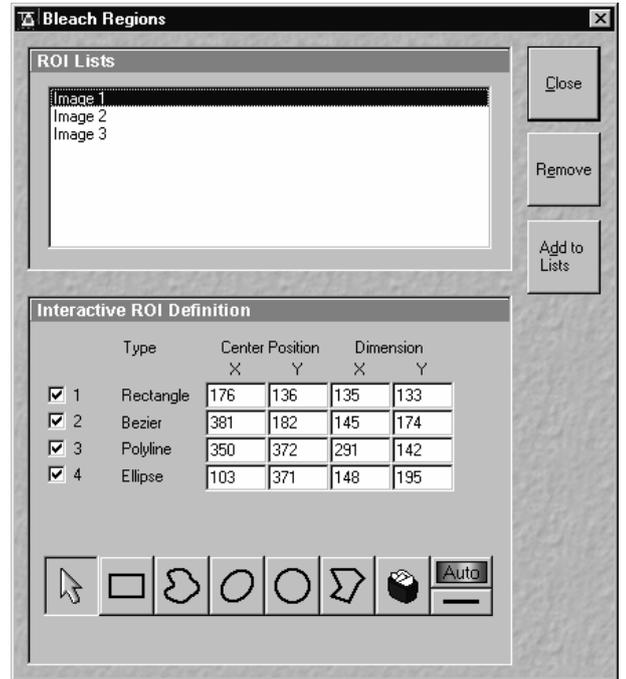 Bleach Regions
ROI Lists
Image 1
Image 2
Image 3
Close
Remove
Add to
Lists
Interactive ROI Definition
Type Center Position Dimension
X Y X Y
1 Rectangle 176 136 135 133
2 Bezier 381 182 145 174
3 Polyline 350 372 291 142
4 Ellipse 103 371 148 195
Auto